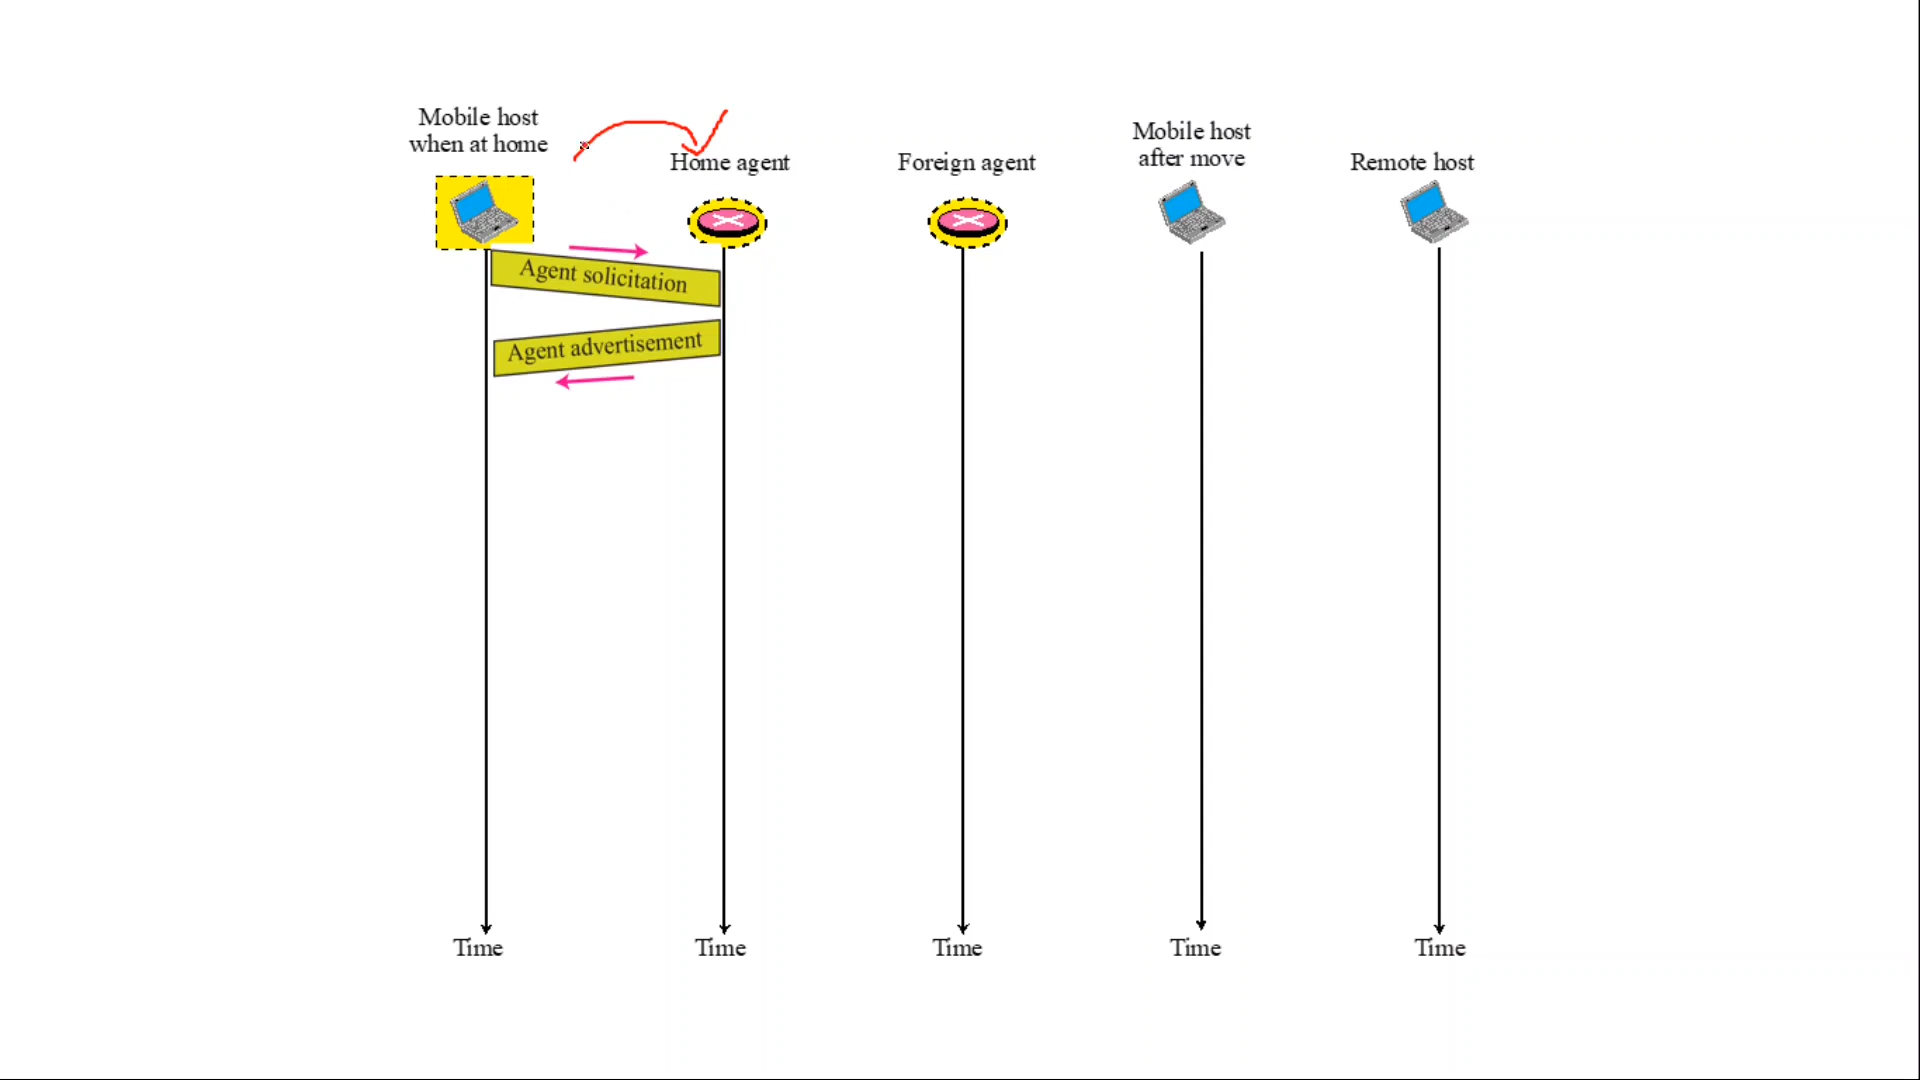 Mobile host
when at home
Home agent
Foreign agent
Mobile host
after move
Remote host
Agent solicitation
Agent advertisement
Time
Time
Time
Time
Time